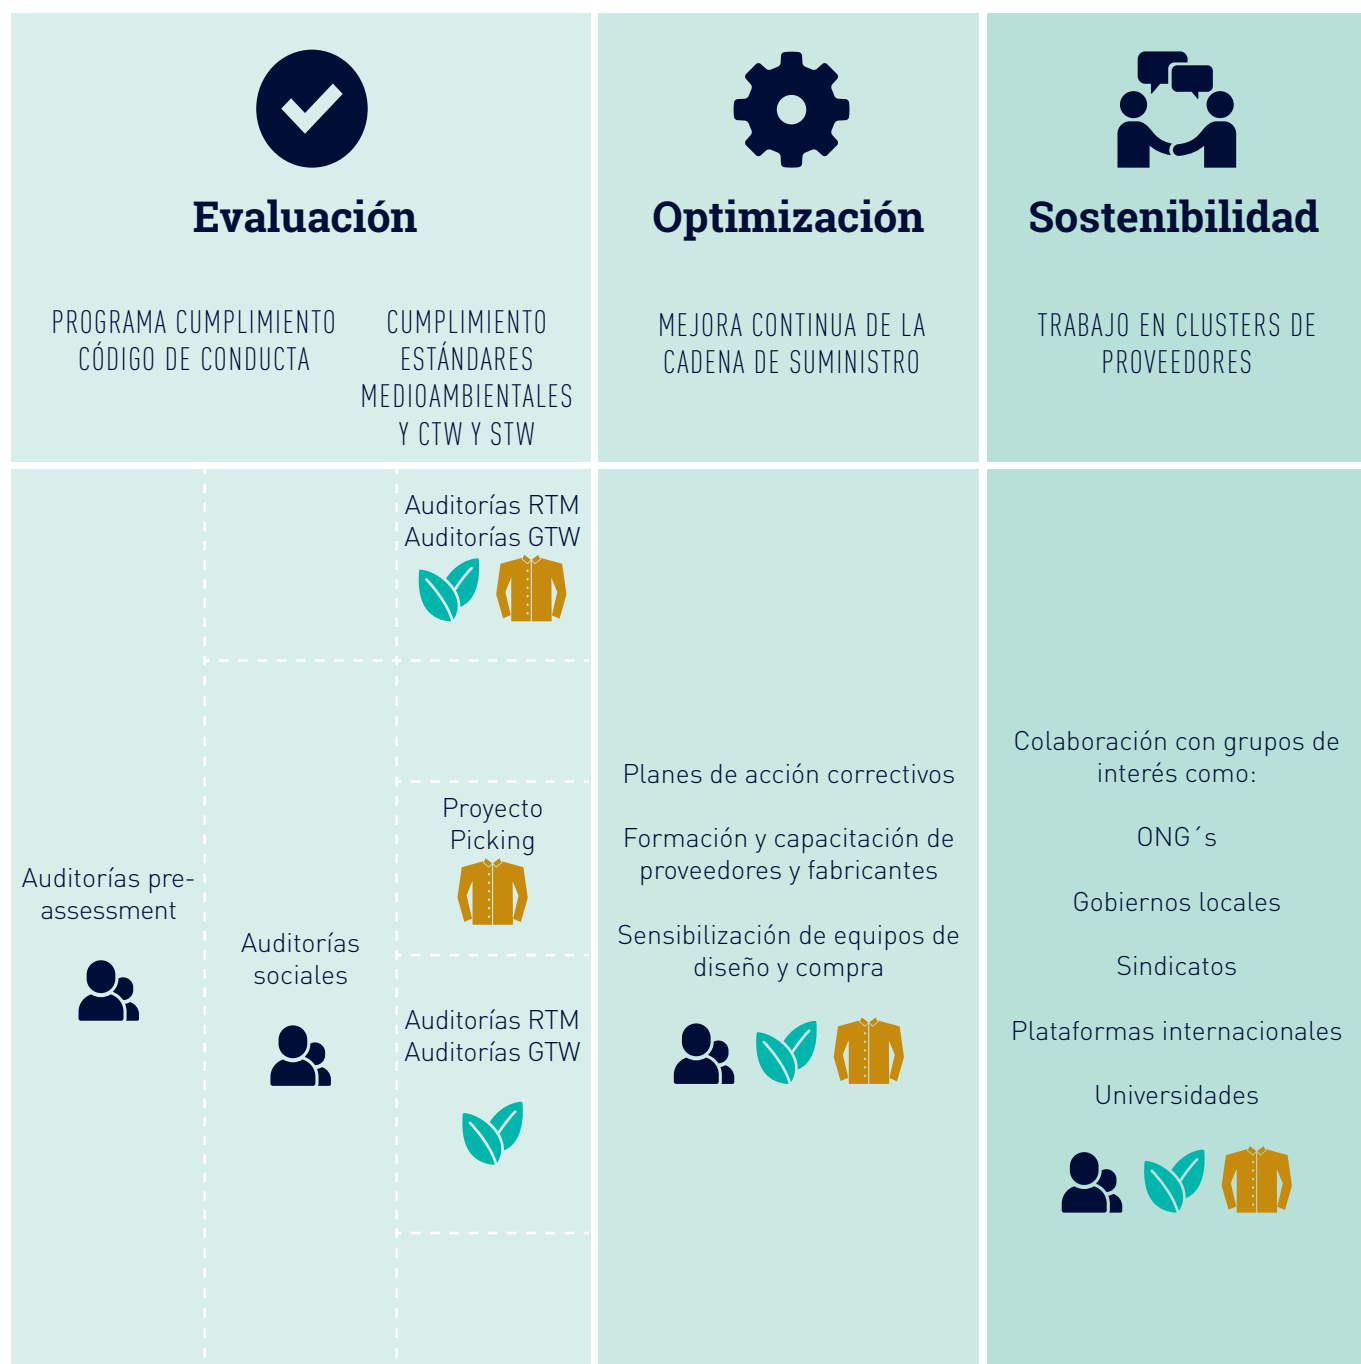 Evaluación
PROGRAMA CUMPLIMIENTO
CÓDIGO DE CONDUCTA
CUMPLIMIENTO
ESTÁNDARES
MEDIOAMBIENTALES
Y CTW Y STW
Optimización
MEJORA CONTINUA DE LA
CADENA DE SUMINISTRO
Sostenibilidad
TRABAJO EN CLUSTERS DE
PROVEEDORES
Auditorías pre-
assessment
Auditorías
sociales
Auditorías RTM
Auditorías GTW
Proyecto
Picking
Auditorías RTM
Auditorías GTW
Planes de acción correctivos
Formación y capacitación de
proveedores y fabricantes
Sensibilización de equipos de
diseño y compra
Colaboración con grupos de
interés como:
ONG´s
Gobiernos locales
Sindicatos
Plataformas internacionales
Universidades